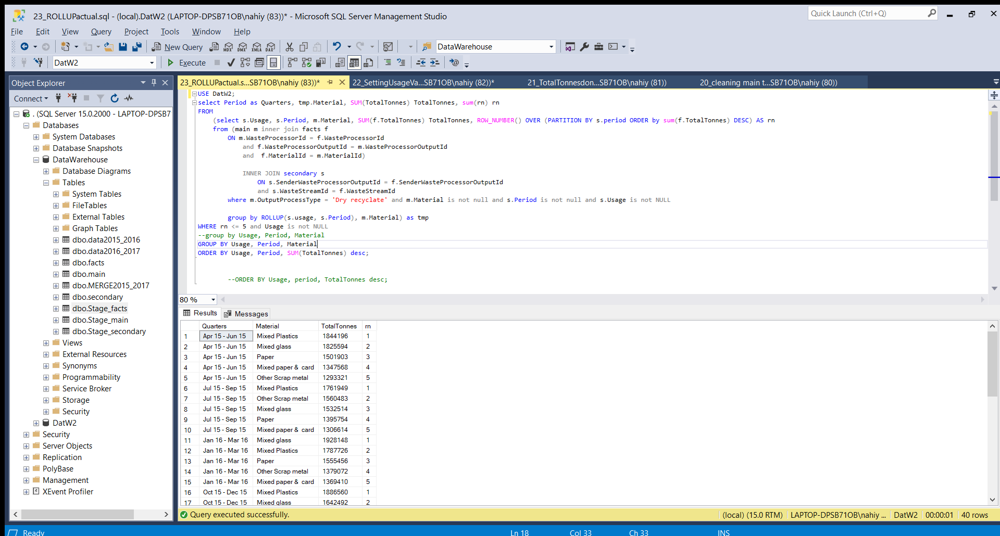 23_ROLLUPactual.sql - (local).DatW2 (LAPTOP-DPSB71OB\nahiy (83))* - Microsoft SQL Server Management Studio
Quick Launch (Ctrl+Q)
File Edit View Query Project Tools Window Help
New Query
MDX DMX XMLA DAX
DataWarehouse
DatW2
Execute
Object Explorer
Connect
. (SQL Server 15.0.2000 - LAPTOP-DPSB7
Databases
System Databases
Database Snapshots
DataWarehouse
Database Diagrams
Tables
System Tables
FileTables
External Tables
Graph Tables
dbo.data2015_2016
dbo.data2016_2017
dbo.facts
dbo.main
dbo.MERGE2015_2017
dbo.secondary
dbo.Stage_facts
dbo.Stage_main
dbo.Stage_secondary
Views
External Resources
Synonyms
Programmability
Service Broker
Storage
Security
DatW2
Security
Server Objects
Replication
PolyBase
Management
XEvent Profiler
23_ROLLUPactual.s...SB71OB\nahiy (83))* 22_SettingUsageVa...SB71OB\nahiy (82))* 21_TotalTonnesdon...SB71OB\nahiy (81)) 20_cleaning main t...SB71OB\nahiy (80))
USE DatW2;
select Period as Quarters, tmp.Material, SUM(TotalTonnes) TotalTonnes, sum(rn) rn
FROM
(select s.Usage, s.Period, m.Material, SUM(f.TotalTonnes) TotalTonnes, ROW_NUMBER() OVER (PARTITION BY s.period ORDER by sum(f.TotalTonnes) DESC) AS rn
from (main m inner join facts f
ON m.WasteProcessorId = f.WasteProcessorId
and f.WasteProcessorOutputId = m.WasteProcessorOutputId
and f.MaterialId = m.MaterialId)
INNER JOIN secondary s
ON s.SenderWasteProcessorOutputId = f.SenderWasteProcessorOutputId
and s.WasteStreamId = f.WasteStreamId
where m.OutputProcessType = 'Dry recyclate' and m.Material is not null and s.Period is not null and s.Usage is not NULL
group by ROLLUP(s.usage, s.Period), m.Material) as tmp
WHERE rn <= 5 and Usage is not NULL
--group by Usage, Period, Material
GROUP BY Usage, Period, Material
ORDER BY Usage, Period, SUM(TotalTonnes) desc;
--ORDER BY Usage, period, TotalTonnes desc;
80 %
Results Messages
Quarters Material TotalTonnes rn
1 Apr 15 - Jun 15 Mixed Plastics 1844196 1
2 Apr 15 - Jun 15 Mixed glass 1825594 2
3 Apr 15 - Jun 15 Paper 1501903 3
4 Apr 15 - Jun 15 Mixed paper & card 1347568 4
5 Apr 15 - Jun 15 Other Scrap metal 1293321 5
6 Jul 15 - Sep 15 Mixed Plastics 1761949 1
7 Jul 15 - Sep 15 Other Scrap metal 1560483 2
8 Jul 15 - Sep 15 Mixed glass 1532514 3
9 Jul 15 - Sep 15 Paper 1395754 4
10 Jul 15 - Sep 15 Mixed paper & card 1306614 5
11 Jan 16 - Mar 16 Mixed glass 1928148 1
12 Jan 16 - Mar 16 Mixed Plastics 1787726 2
13 Jan 16 - Mar 16 Paper 1555456 3
14 Jan 16 - Mar 16 Other Scrap metal 1379072 4
15 Jan 16 - Mar 16 Mixed paper & card 1369410 5
16 Oct 15 - Dec 15 Mixed Plastics 1886560 1
17 Oct 15 - Dec 15 Mixed glass 1642492 2
Query executed successfully.
(local) (15.0 RTM) LAPTOP-DPSB71OB\nahiy ... DatW2 00:00:01 40 rows
Ready Ln 18 Col 33 Ch 33 INS